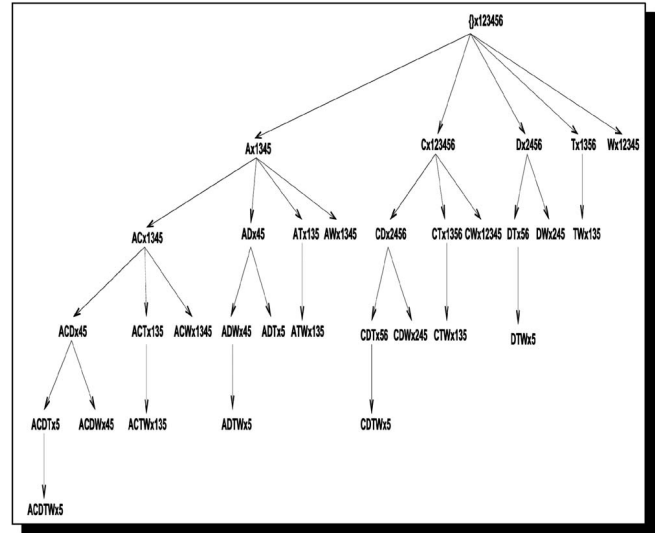 {}x123456
Ax1345 Cx123456 Dx2456 Tx1356 Wx12345
ACx1345 ADx45 ATx135 AWx1345 CDx2456 CTx1356 CWx12345 DTx56 DWx245 TWx135
ACDx45 ACTx135 ACWx1345 ADWx45 ADTx5 ATWx135 CDTx56 CDWx245 CTWx135 DTWx5
ACDTx5 ACDWx45 ACTWx135 ADTWx5 CDTWx5
ACDTWx5